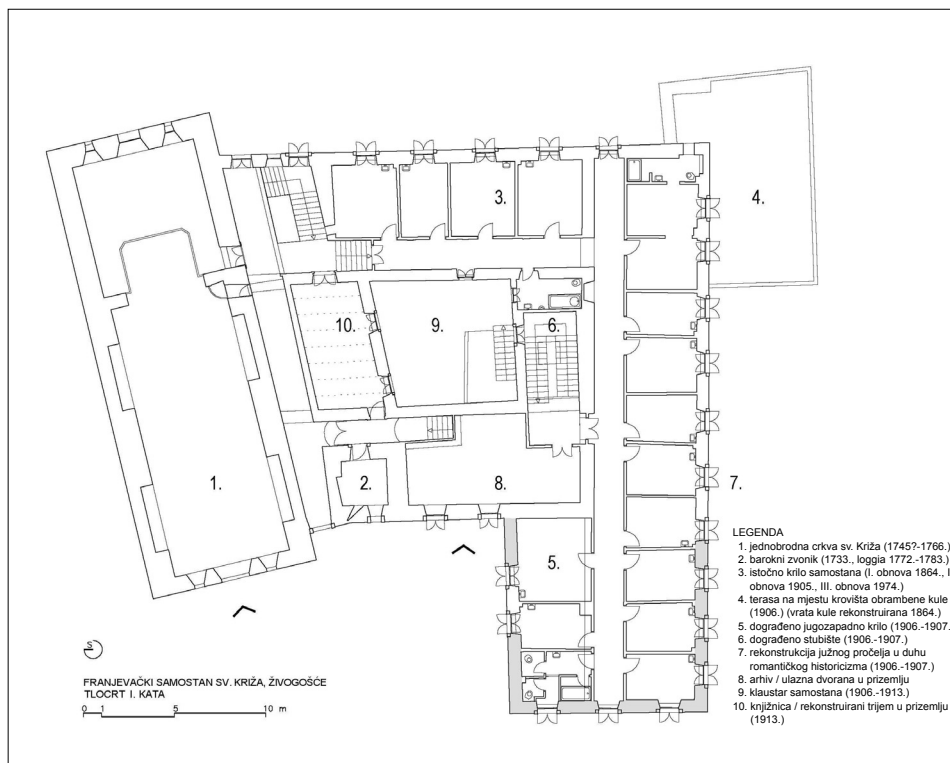 4.
3.
10.
9.
6.
1.
2.
8.
7.
5.
LEGENDA
1. jednobrodna crkva sv. Križa (1745?-1766.)
2. barokni zvonik (1733., loggia 1772.-1783.)
3. istočno krilo samostana (I. obnova 1864., I
obnova 1905., III. obnova 1974.)
4. terasa na mjestu krovišta obrambene kule
(1906.) (vrata kule rekonstruirana 1864.)
5. dograđeno jugozapadno krilo (1906.-1907.
6. dograđeno stubište (1906.-1907.)
7. rekonstrukcija južnog pročelja u duhu
romantičkog historicizma (1906.-1907.)
8. arhiv / ulazna dvorana u prizemlju
9. klaustar samostana (1906.-1913.)
10. knjižnica / rekonstruirani trijem u prizemlju
(1913.)
S
FRANJEVAČKI SAMOSTAN SV. KRIŽA, ŽIVOGOŠĆE
TLOCRT I. KATA
0 1 5 10 m